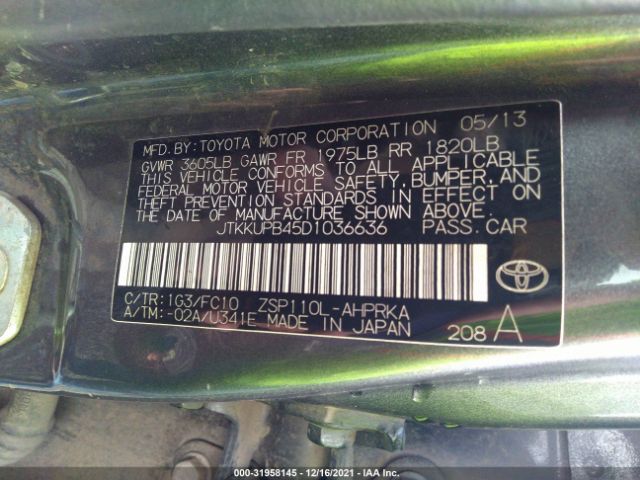 MFD. BY: TOYOTA MOTOR CORPORATION 05/13
GVWR 3605LB GAWR FR 1975LB RR 1820LB
THIS VEHICLE CONFORMS TO ALL APPLICABLE
FEDERAL MOTOR VEHICLE SAFETY, BUMPER, AND
THEFT PREVENTION STANDARDS IN EFFECT ON
THE DATE OF MANUFACTURE SHOWN ABOVE.
JTKKUPB45D1036636 PASS. CAR
C/TR: 1G3/FC10 ZSP110L-AHPRKA
A/TM: -02A/U341E MADE IN JAPAN
TOYOTA
208 A
000-31958145 - 12/16/2021 - IAA Inc.